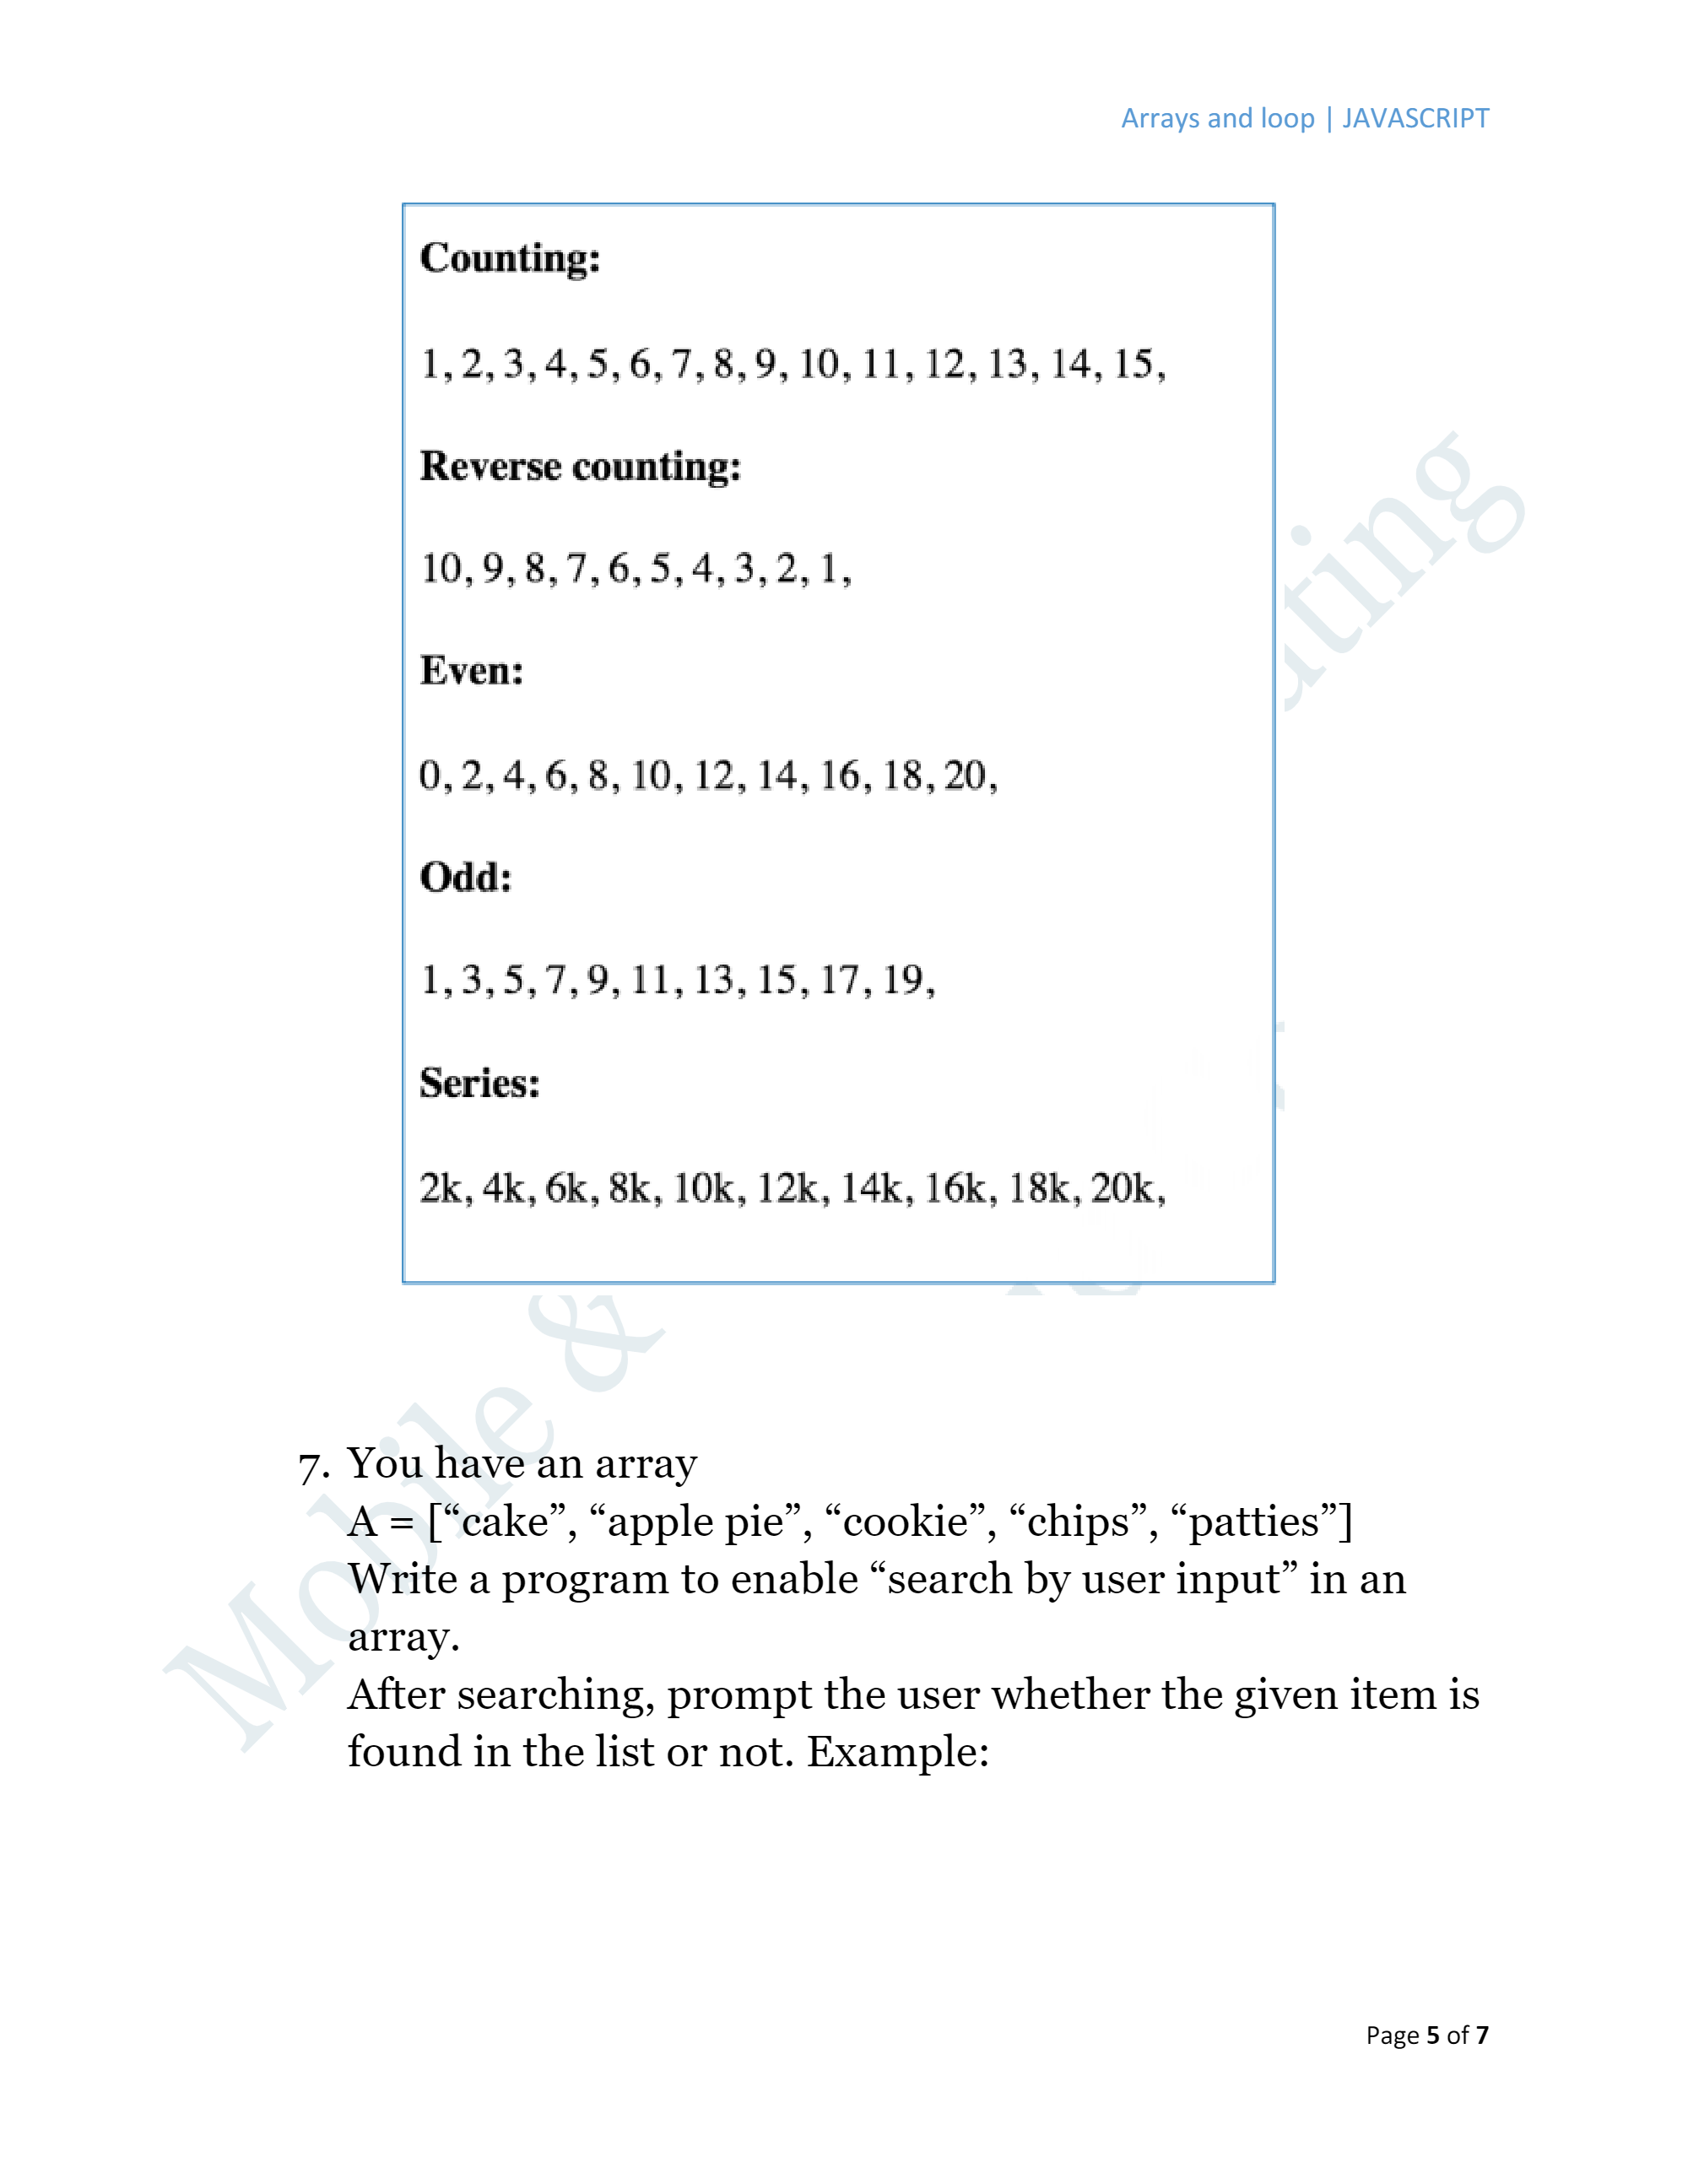 Arrays and loop | JAVASCRIPT
Counting:
1, 2, 3, 4, 5, 6, 7, 8, 9, 10, 11, 12, 13, 14, 15,
Reverse counting:
10, 9, 8, 7, 6, 5, 4, 3, 2, 1,
Even:
0, 2, 4, 6, 8, 10, 12, 14, 16, 18, 20,
Odd:
1, 3, 5, 7, 9, 11, 13, 15, 17, 19,
Series:
2k, 4k, 6k, 8k, 10k, 12k, 14k, 16k, 18k, 20k,
7. You have an array
A = [“cake”, “apple pie”, “cookie”, “chips”, “patties”]
Write a program to enable “search by user input” in an
array.
After searching, prompt the user whether the given item is
found in the list or not. Example:
Mobile &
Page 5 of 7